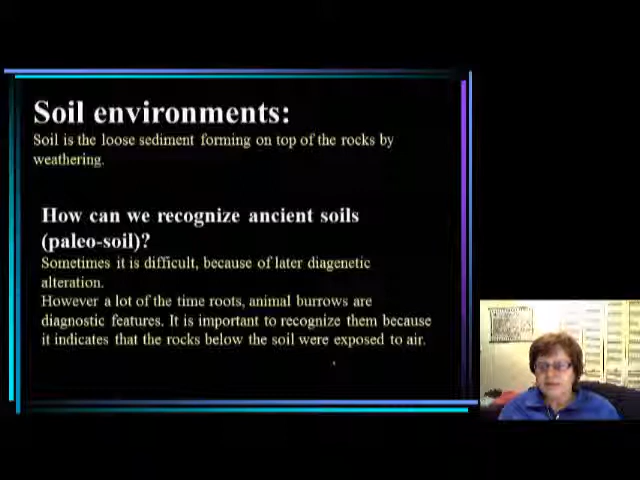 Soil environments:
Soil is the loose sediment forming on top of the rocks by
weathering.
How can we recognize ancient soils
(paleo-soil)?
Sometimes it is difficult, because of later diagenetic
alteration.
However a lot of the time roots, animal burrows are
diagnostic features. It is important to recognize them because
it indicates that the rocks below the soil were exposed to air.